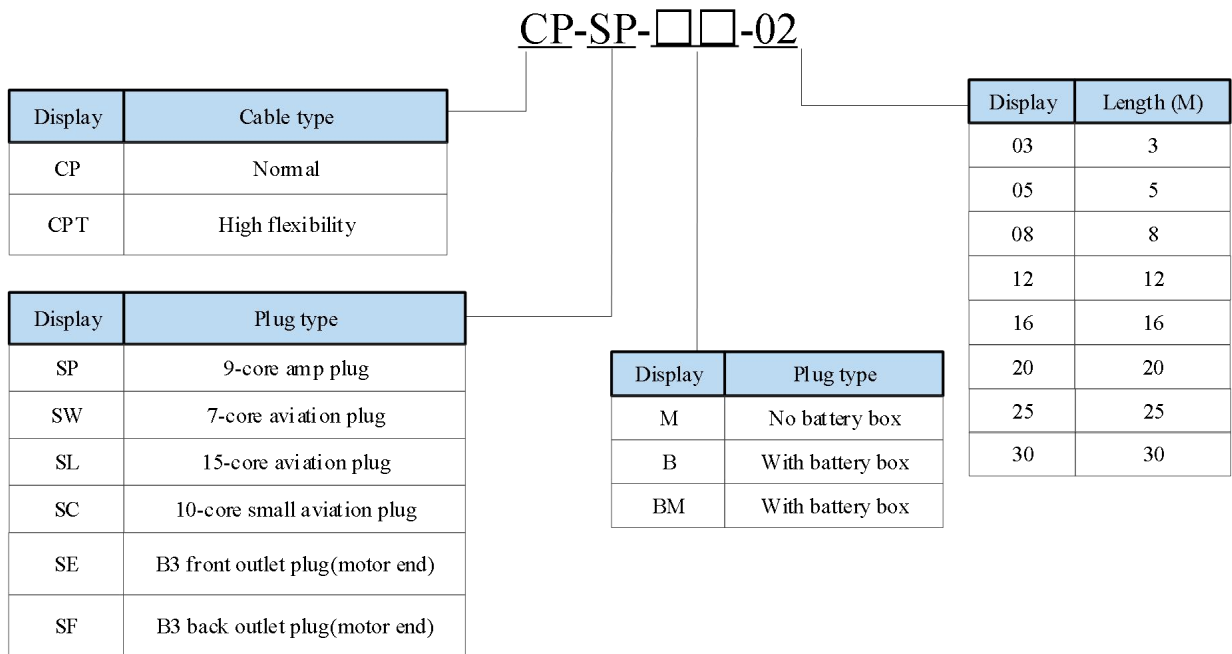 CP-SP-□□-02
Display Cable type
CP Normal
CPT High flexibility
Display Plug type
SP 9-core amp plug
SW 7-core aviation plug
SL 15-core aviation plug
SC 10-core small aviation plug
SE B3 front outlet plug(motor end)
SF B3 back outlet plug(motor end)
Display Plug type
M No battery box
B With battery box
BM With battery box
Display Length (M)
03 3
05 5
08 8
12 12
16 16
20 20
25 25
30 30